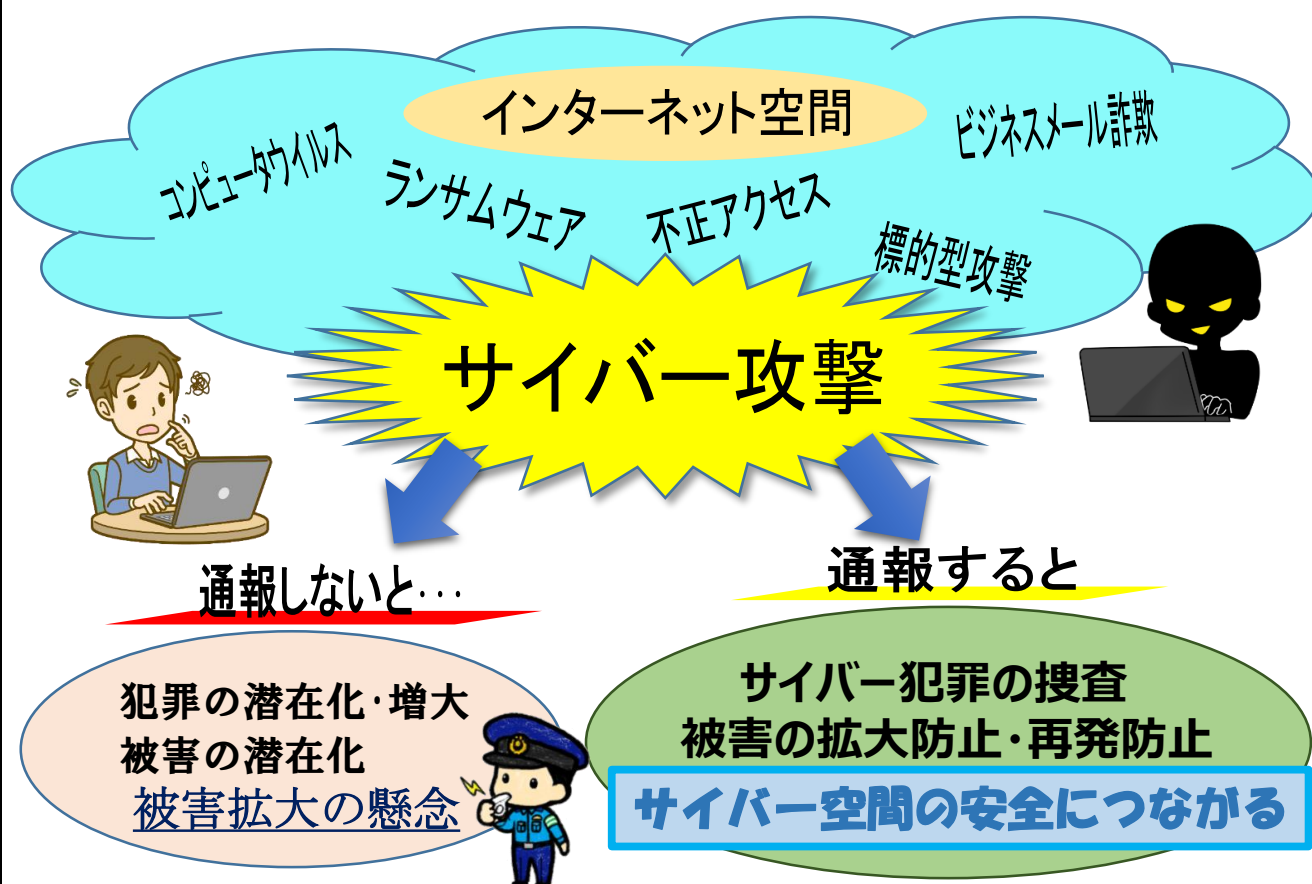 インターネット空間
ビジネスメール詐欺
コンピュータウイルス
ランサムウェア
不正アクセス
標的型攻撃
サイバー攻撃
通報しないと…
通報すると
犯罪の潜在化・増大
被害の潜在化
被害拡大の懸念
サイバー犯罪の捜査
被害の拡大防止・再発防止
サイバー空間の安全につながる